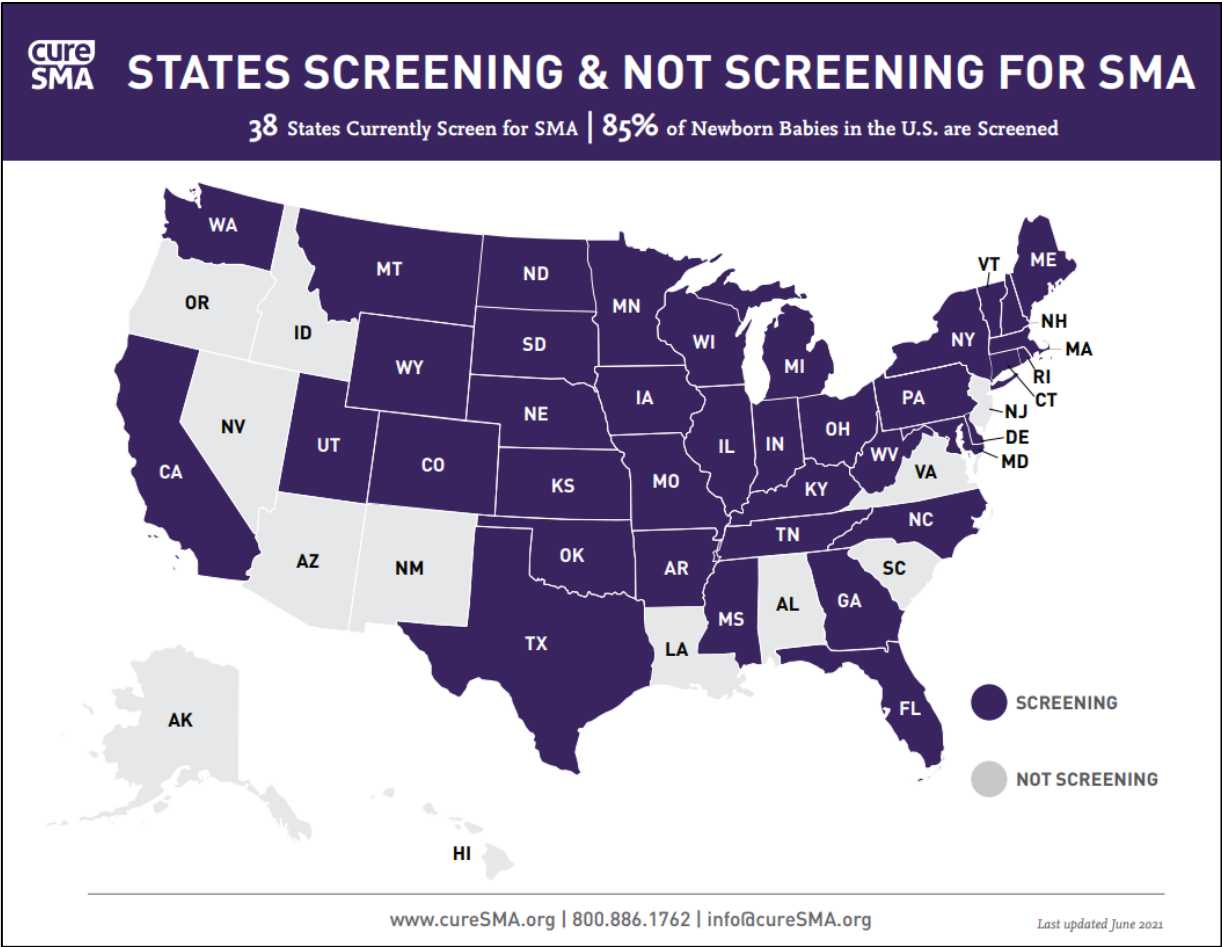 cure
SMA
STATES SCREENING & NOT SCREENING FOR SMA
38 States Currently Screen for SMA | 85% of Newborn Babies in the U.S. are Screened
WA
MT
ND
MN
VT
ME
OR
ID
SD
WI
NY
NH
WY
MI
MA
RI
IA
PA
CT
NE
NJ
NV
UT
CO
IL
IN
OH
DE
WV
MD
CA
KS
MO
KY
VA
NC
TN
AZ
NM
OK
AR
SC
AL
GA
MS
TX
LA
AK
FL
HI
SCREENING
NOT SCREENING
www.cureSMA.org | 800.886.1762 | info@cureSMA.org
Last updated June 2021